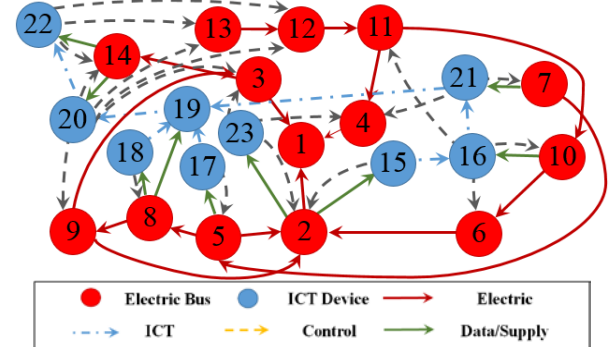 22 13 12 11
14
3 21 7
20 19 23 4
18 17 1 15 16 10
9 8 5 2 6
Electric Bus ICT Device Electric
ICT Control Data/Supply